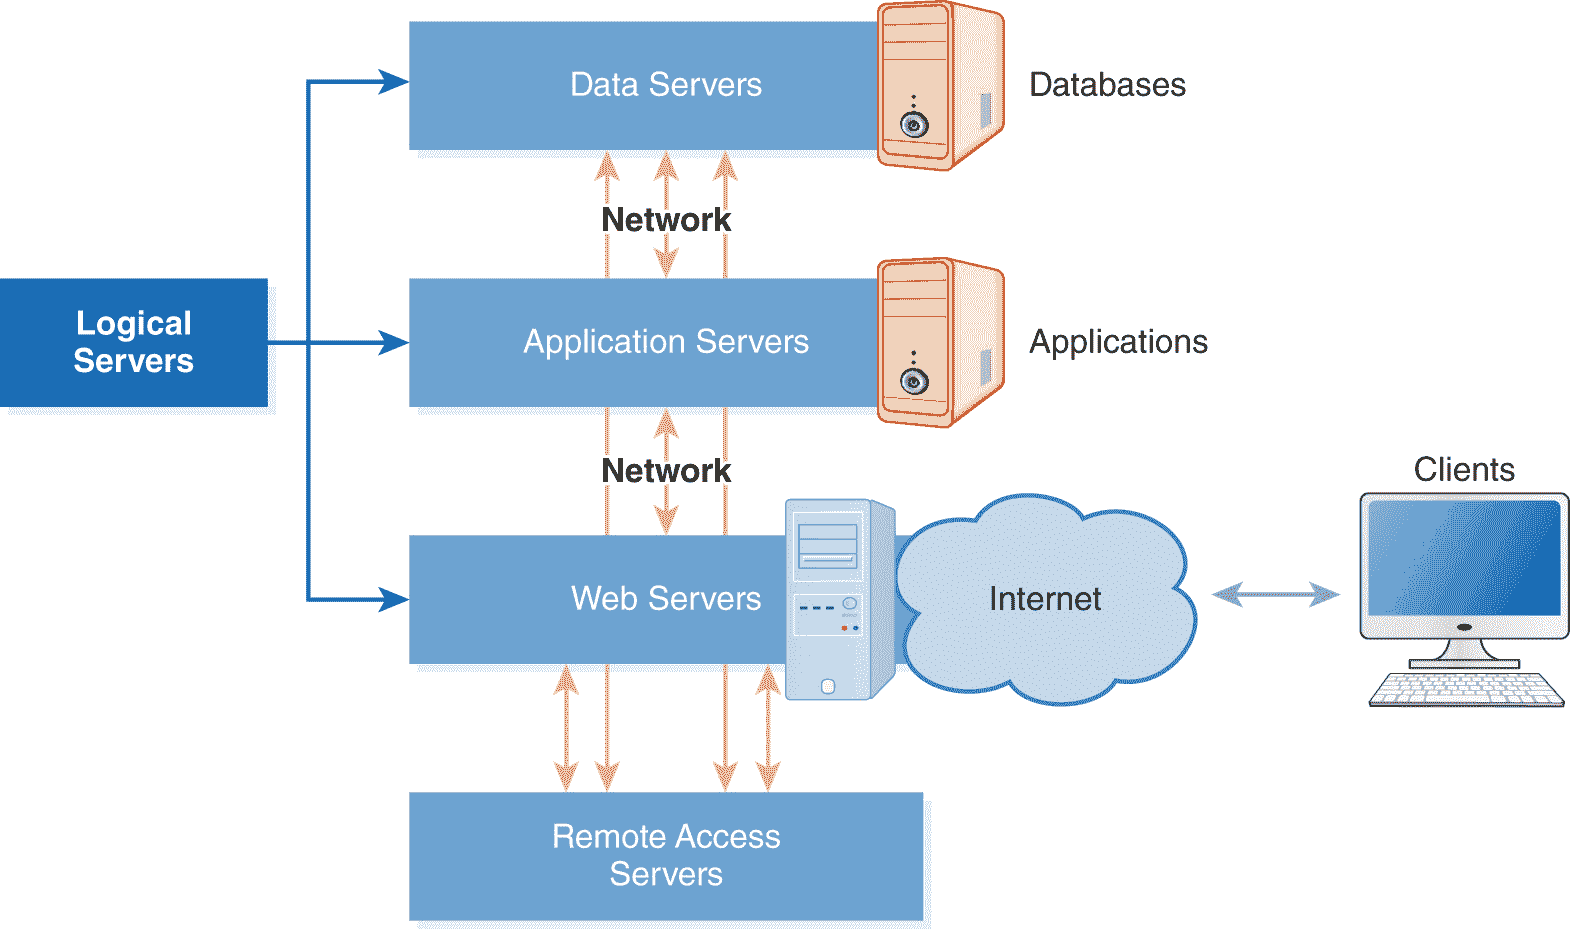 Data Servers
Databases
Network
Logical
Servers
Application Servers
Applications
Network
Clients
Web Servers
Internet
Remote Access
Servers